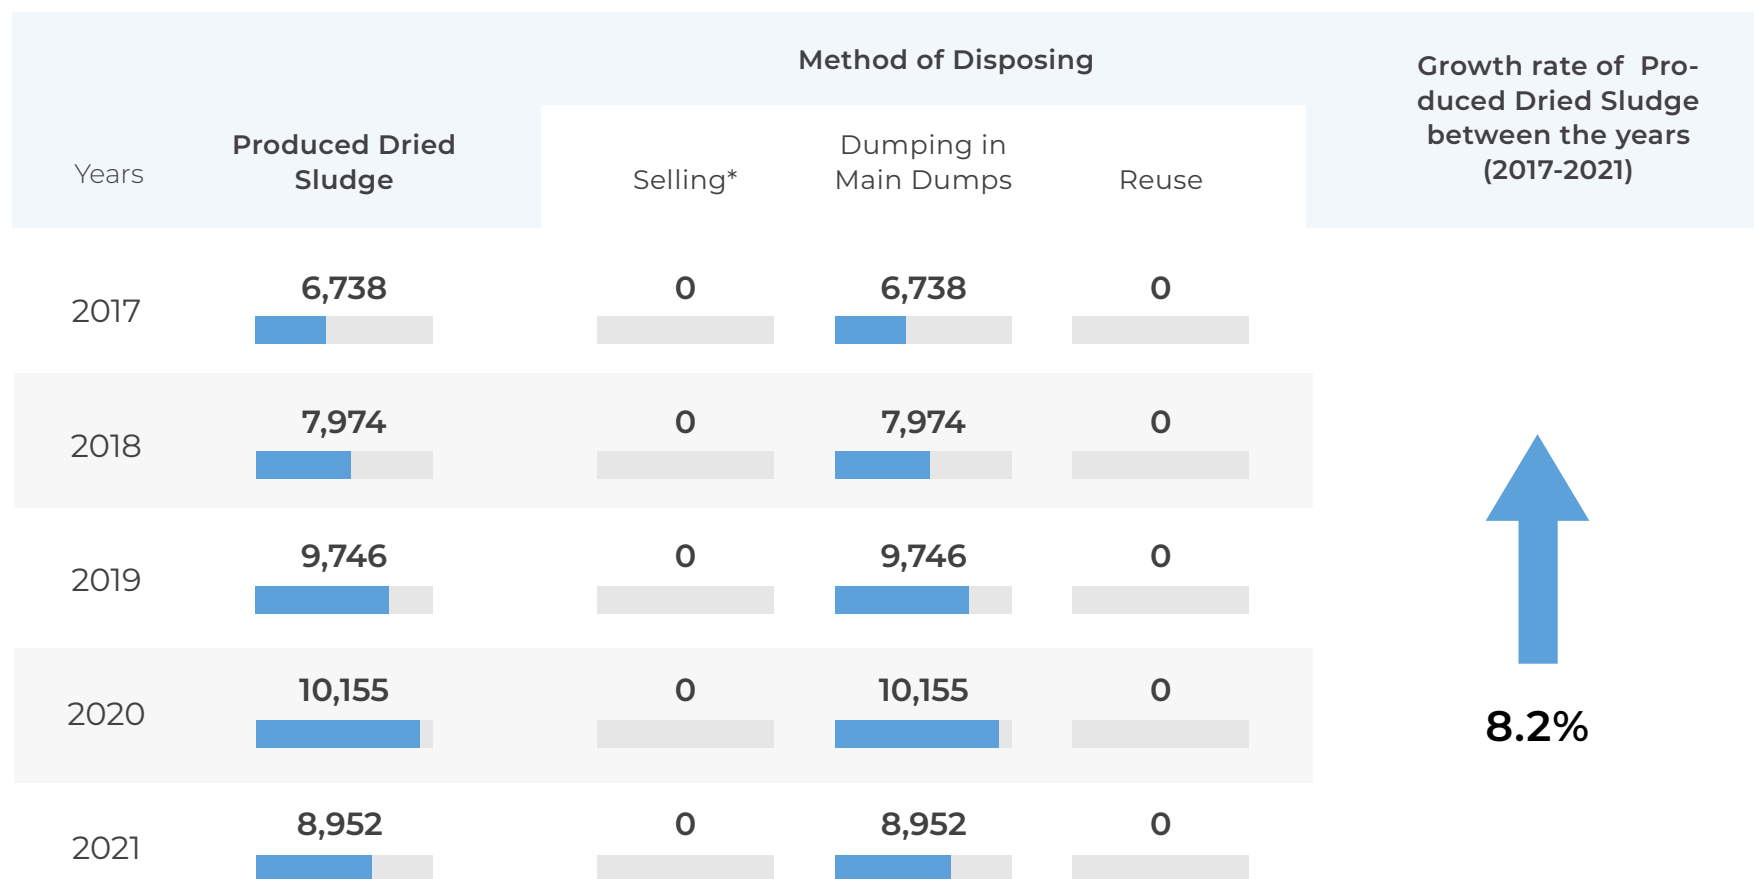 Method of Disposing
Growth rate of Pro-
duced Dried Sludge
between the years
(2017-2021)
Years
Produced Dried
Sludge
Selling*
Dumping in
Main Dumps
Reuse
2017
6,738
0
6,738
0
2018
7,974
0
7,974
0
2019
9,746
0
9,746
0
2020
10,155
0
10,155
0
2021
8,952
0
8,952
0
8.2%